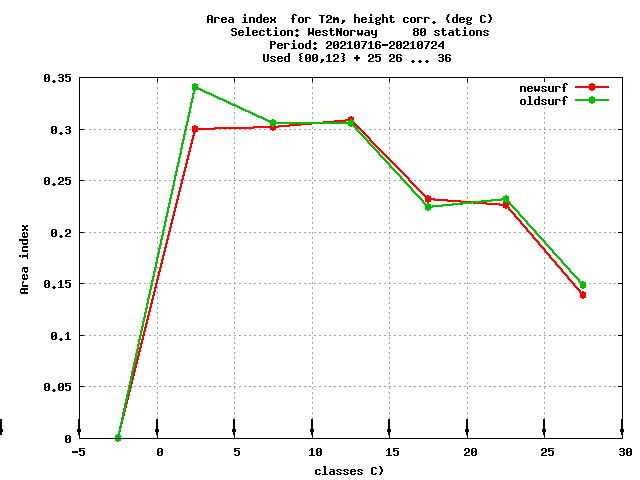 Area index  for T2m, height corr. (deg C)
Selection: WestNorway     80 stations
Period: 20210716-20210724
Used {00,12} + 25 26 ... 36
newsurf
oldsurf
0.35
0.3
0.25
0.2
0.15
0.1
0.05
0
Area index
-5 0 5 10 15 20 25 30
classes C)